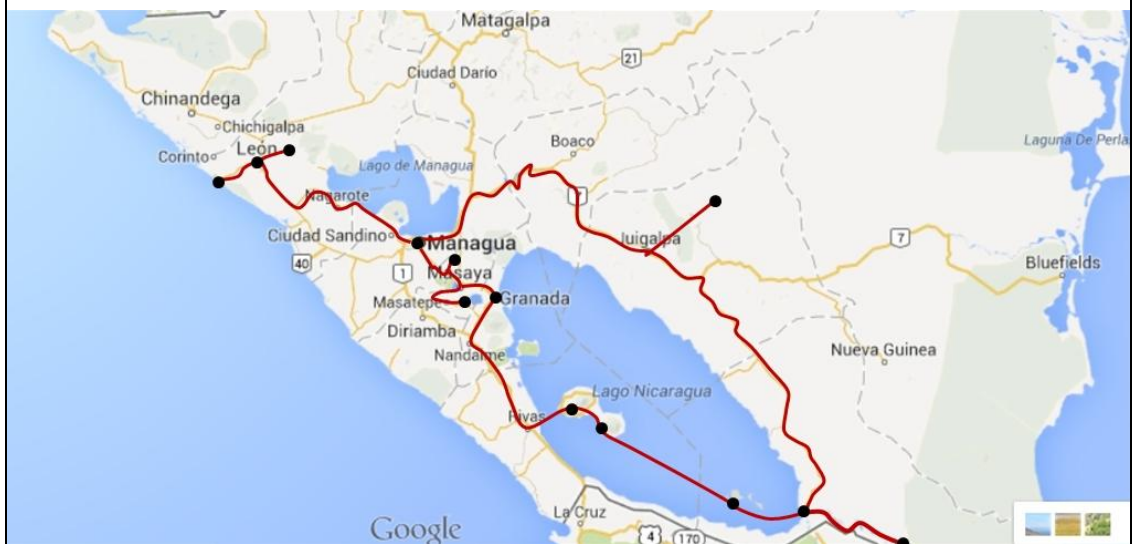 Matagalpa
21
Ciudad Darío
Chinandega
Chichigalpa
Boaco
Laguna De Perla
León
Corinto
Lago de Managua
7
Nagarote
Ciudad Sandino
Managua
Juigalpa
7
40
1
Masaya
Bluefields
Masatepe
Granada
Diriamba
Nandaime
Nueva Guinea
Lago Nicaragua
Rivas
La Cruz
Google
4
170